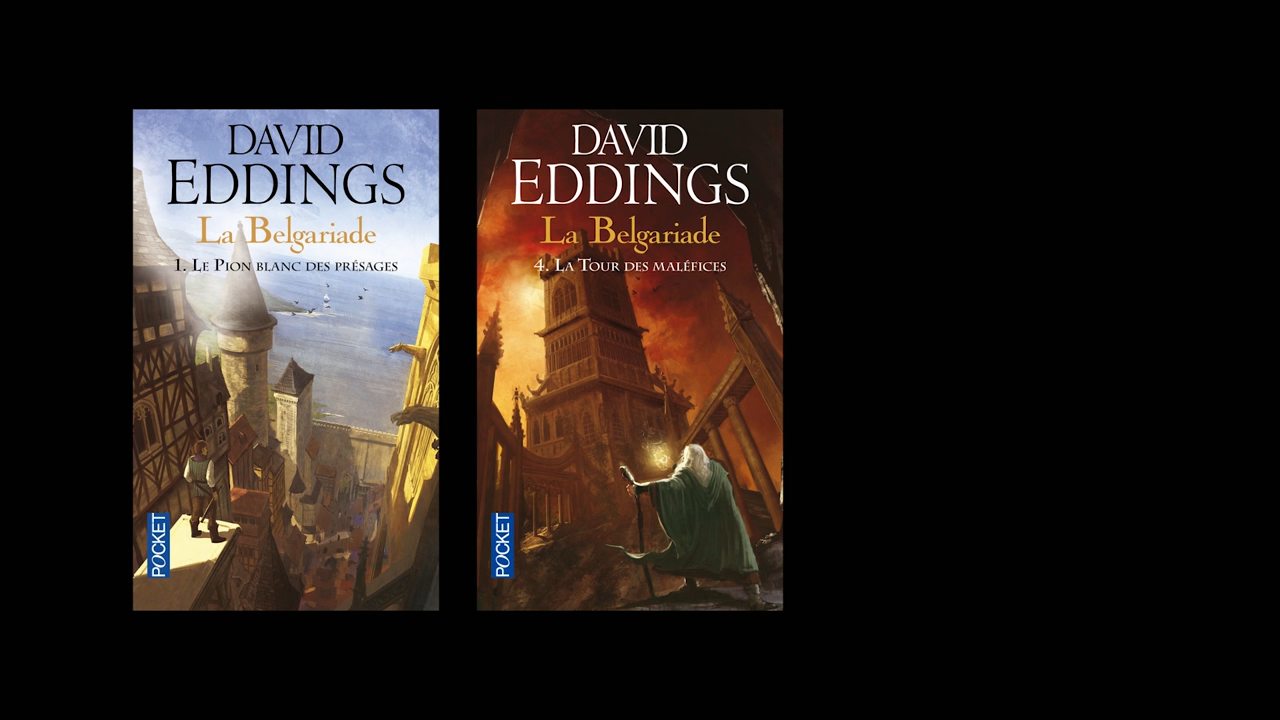 DAVID
EDDINGS
La Belgariade
1. Le Pion blanc des présages
POCKET
DAVID
EDDINGS
La Belgariade
4. La Tour des maléfices
POCKET